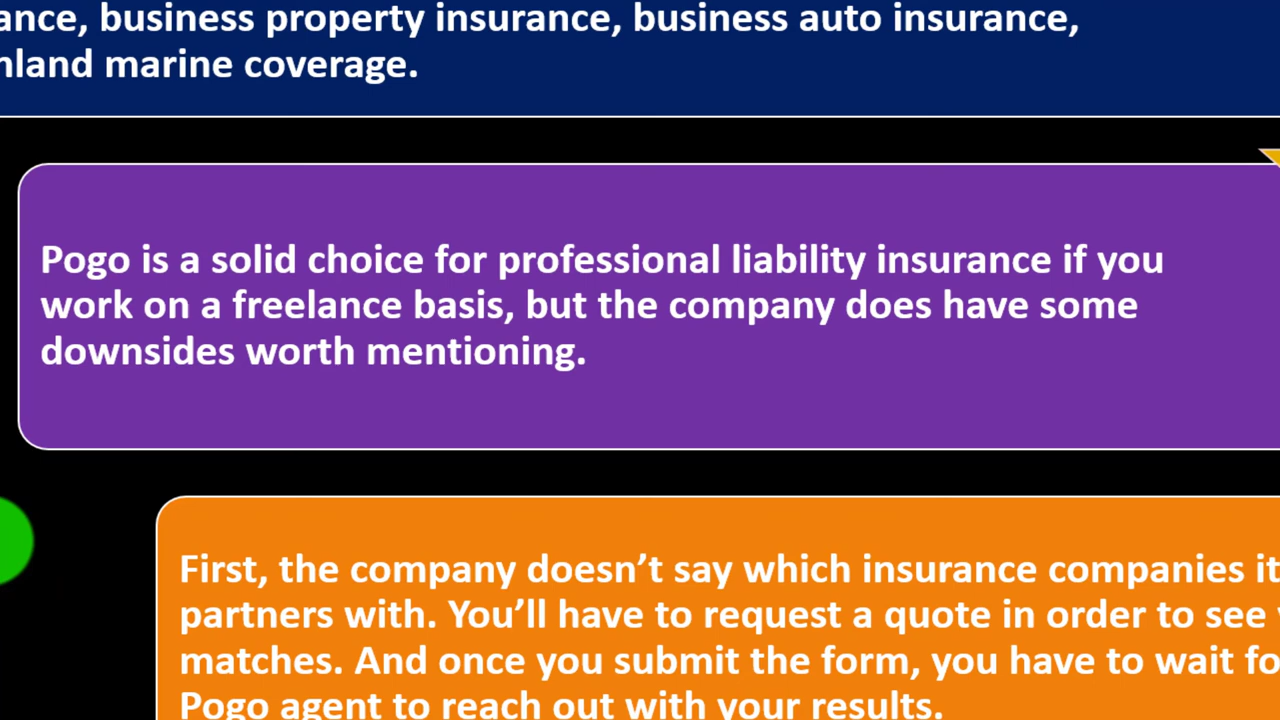 ance, business property insurance, business auto insurance,
nland marine coverage.
Pogo is a solid choice for professional liability insurance if you
work on a freelance basis, but the company does have some
downsides worth mentioning.
First, the company doesn’t say which insurance companies it
partners with. You’ll have to request a quote in order to see
matches. And once you submit the form, you have to wait fo
Pogo agent to reach out with your results.